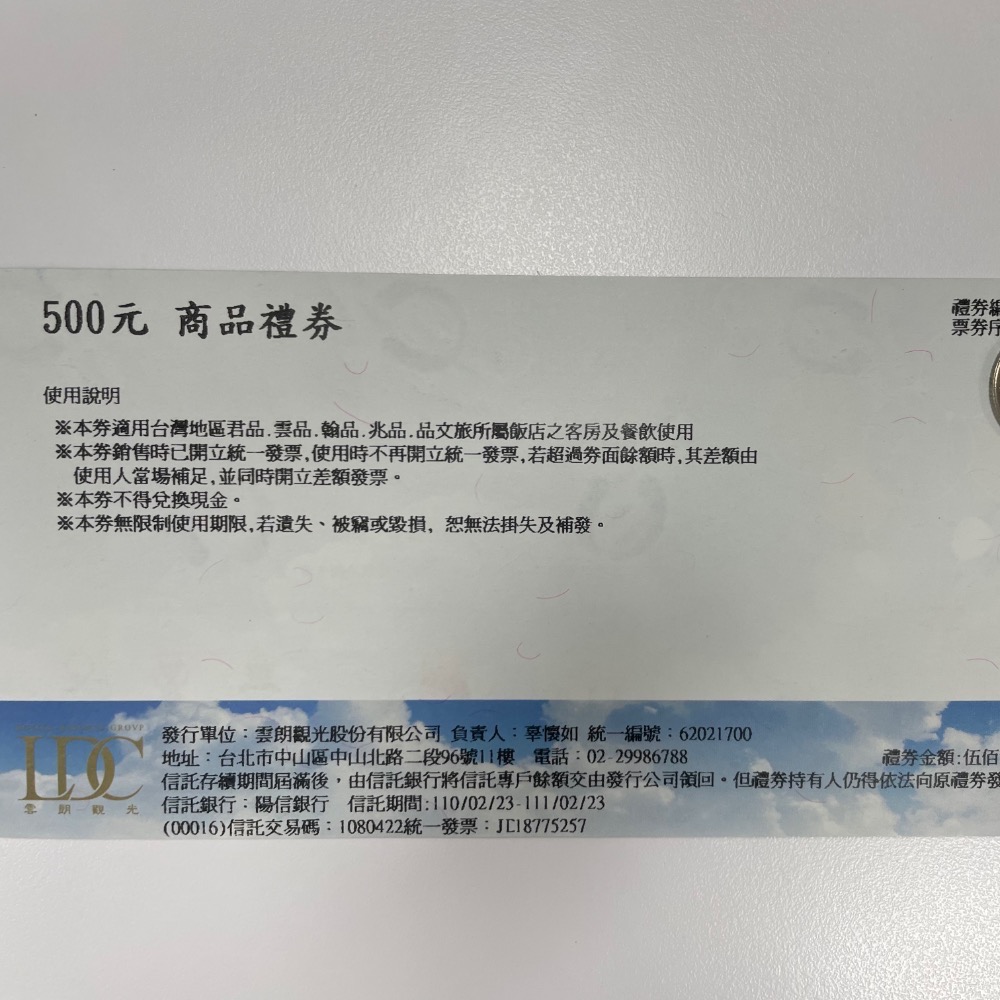 500元 商品禮券
禮券編
票券序
使用說明
※本券適用台灣地區君品.雲品.翰品.兆品.品文旅所屬飯店之客房及餐飲使用
※本券銷售時已開立統一發票,使用時不再開立統一發票,若超過券面餘額時,其差額由
使用人當場補足,並同時開立差額發票。
※本券不得兌換現金。
※本券無限制使用期限,若遺失、被竊或毀損, 恕無法掛失及補發。
GROUP
LDC
雲朗觀光
發行單位:雲朗觀光股份有限公司 負責人:辜懷如 統一編號:62021700
地址:台北市中山區中山北路二段96號11樓 電話:02-29986788
禮券金額:伍佰
信託存續期間屆滿後,由信託銀行將信託專戶餘額交由發行公司領回。但禮券持有人仍得依法向原禮券發
信託銀行:陽信銀行 信託期間:110/02/23-111/02/23
(00016)信託交易碼:1080422統一發票:JE18775257